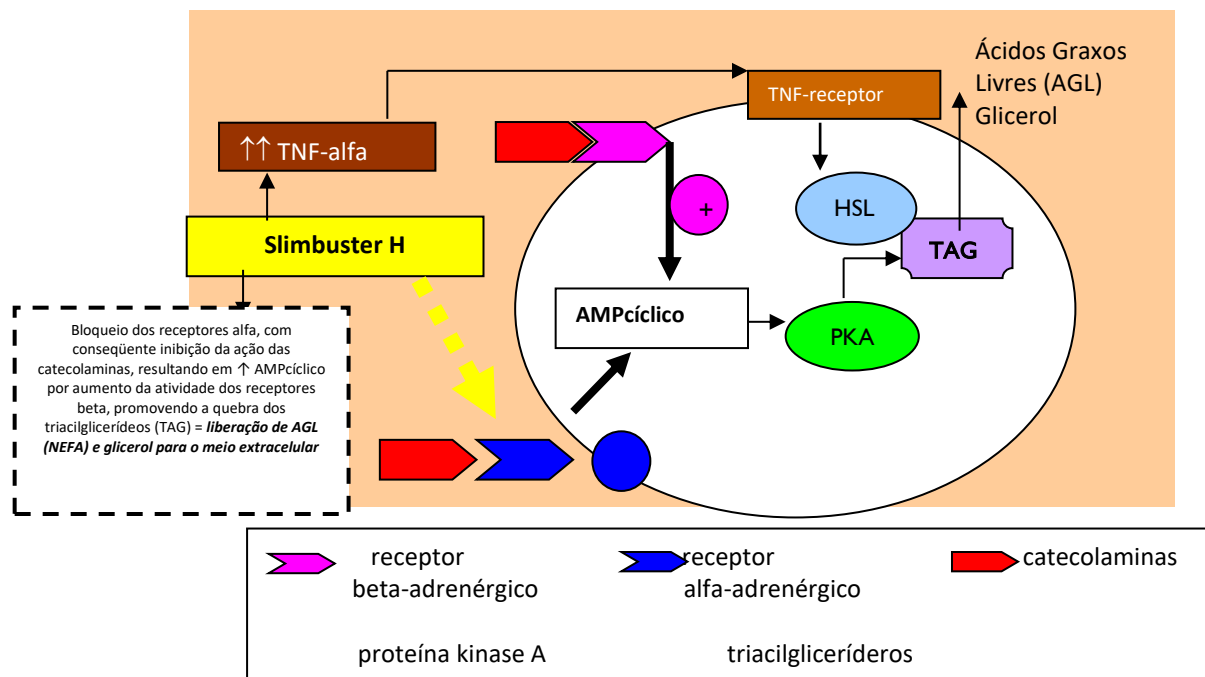 Ácidos Graxos
Livres (AGL)
Glicerol
TNF-receptor
↑↑ TNF-alfa
+
HSL
Slimbuster H
TAG
AMPcíclico
PKA
Bloqueio dos receptores alfa, com
conseqüente inibição da ação das
catecolaminas, resultando em ↑ AMPcíclico
por aumento da atividade dos receptores
beta, promovendo a quebra dos
triacilglicerídeos (TAG) = liberação de AGL
(NEFA) e glicerol para o meio extracelular
receptor
beta-adrenérgico
receptor
alfa-adrenérgico
catecolaminas
proteína kinase A
triacilgliceríderos